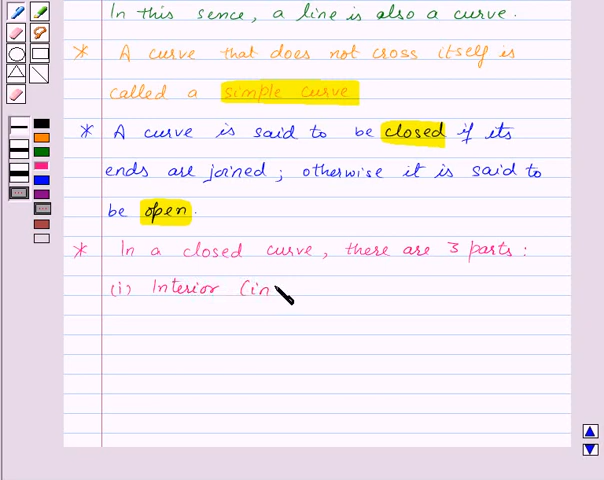 In this sence, a line is also a curve.
* A curve that does not cross itself is
called a simple curve
* A curve is said to be closed if its
ends are joined; otherwise it is said to
be open.
* In a closed curve, there are 3 parts:
(i) Interior (in